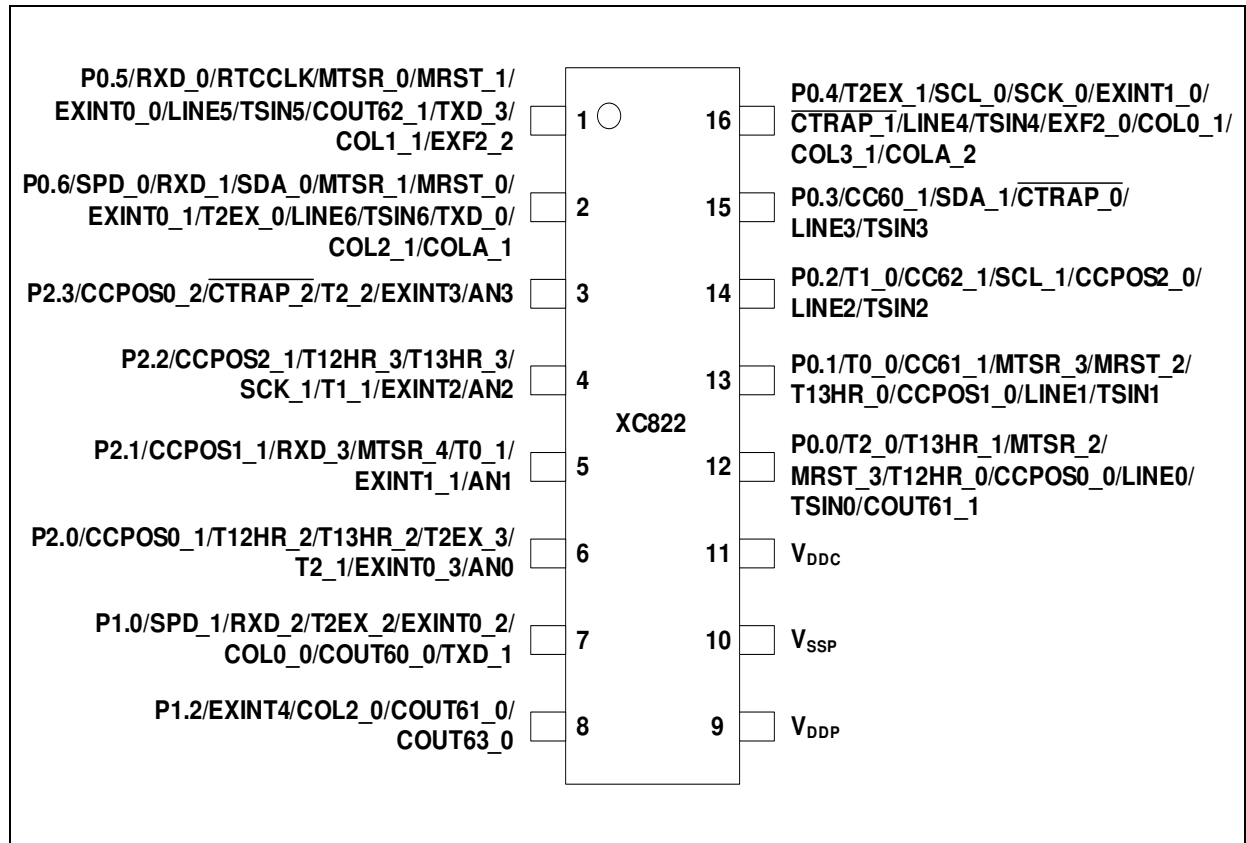 P0.5/RXD_0/RTCCLK/MTSR_0/MRST_1/
EXINT0_0/LINE5/TSIN5/COUT62_1/TXD_3/
COL1_1/EXF2_2
1
P0.6/SPD_0/RXD_1/SDA_0/MTSR_1/MRST_0/
EXINT0_1/T2EX_0/LINE6/TSIN6/TXD_0/
COL2_1/COLA_1
2
P2.3/CCPOS0_2/CTRAP_2/T2_2/EXINT3/AN3
3
P2.2/CCPOS2_1/T12HR_3/T13HR_3/
SCK_1/T1_1/EXINT2/AN2
4
P2.1/CCPOS1_1/RXD_3/MTSR_4/T0_1/
EXINT1_1/AN1
5
P2.0/CCPOS0_1/T12HR_2/T13HR_2/T2EX_3/
T2_1/EXINT0_3/AN0
6
P1.0/SPD_1/RXD_2/T2EX_2/EXINT0_2/
COL0_0/COUT60_0/TXD_1
7
P1.2/EXINT4/COL2_0/COUT61_0/
COUT63_0
8
XC822
16
P0.4/T2EX_1/SCL_0/SCK_0/EXINT1_0/
CTRAP_1/LINE4/TSIN4/EXF2_0/COL0_1/
COL3_1/COLA_2
15
P0.3/CC60_1/SDA_1/CTRAP_0/
LINE3/TSIN3
14
P0.2/T1_0/CC62_1/SCL_1/CCPOS2_0/
LINE2/TSIN2
13
P0.1/T0_0/CC61_1/MTSR_3/MRST_2/
T13HR_0/CCPOS1_0/LINE1/TSIN1
12
P0.0/T2_0/T13HR_1/MTSR_2/
MRST_3/T12HR_0/CCPOS0_0/LINE0/
TSIN0/COUT61_1
11
VDDC
10
VSSP
9
VDDP